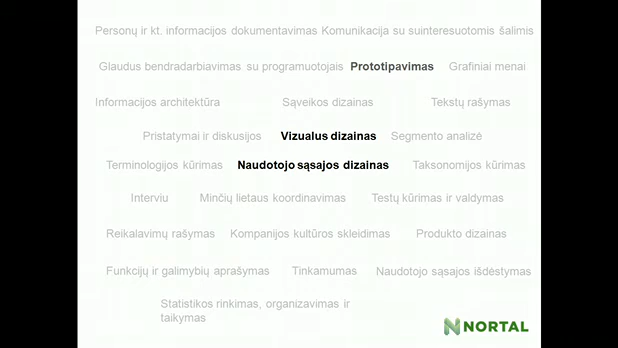 Personų ir kt. informacijos dokumentavimas Komunikacija su suinteresuotomis šalimis
Glaudus bendradarbiavimas su programuotojais Prototipavimas Grafiniai menai
Informacijos architektūra Sąveikos dizainas Tekstų rašymas
Pristatymai ir diskusijos Vizualus dizainas Segmento analizė
Terminologijos kūrimas Naudotojo sąsajos dizainas Taksonomijos kūrimas
Interviu Minčių lietaus koordinavimas Testų kūrimas ir valdymas
Reikalavimų rašymas Kompanijos kultūros skleidimas Produkto dizainas
Funkcijų ir galimybių aprašymas Tinkamumas Naudotojo sąsajos išdėstymas
Statistikos rinkimas, organizavimas ir
taikymas
NORTAL